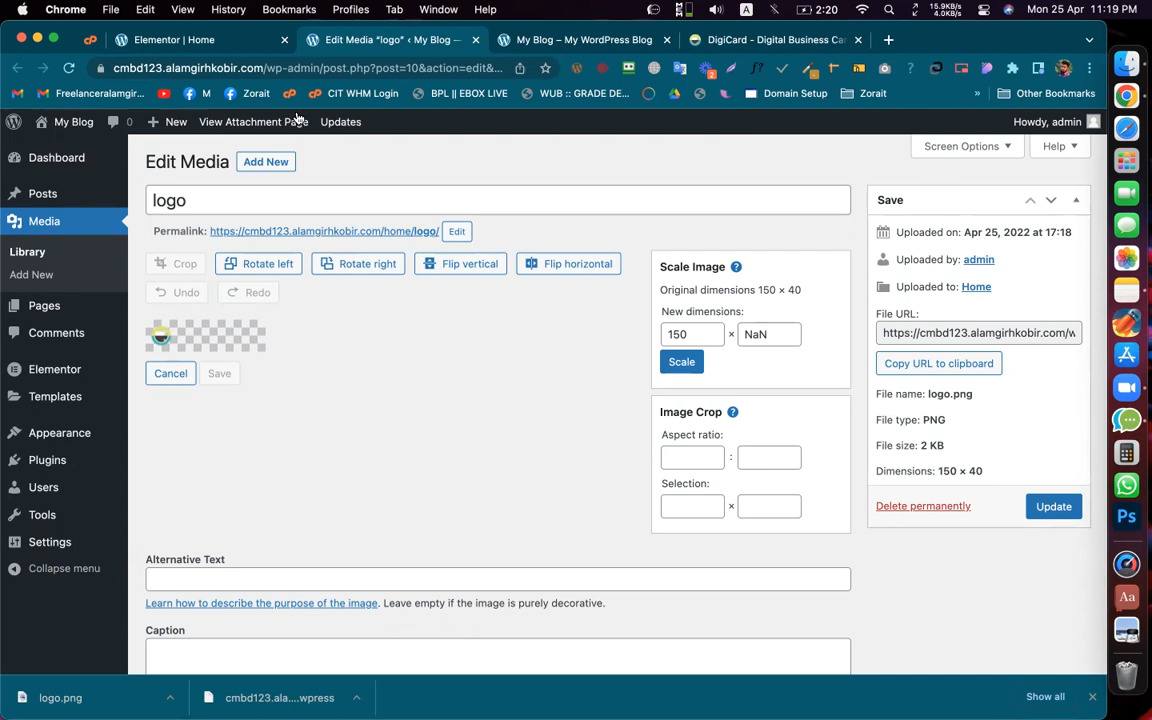 Chrome File Edit View History Bookmarks Profiles Tab Window Help A 2:20 15.9KB/s 4.9KB/s Mon 25 Apr 11:19 PM
Elementor | Home Edit Media "logo" ‹ My Blog — My Blog – My WordPress Blog DigiCard - Digital Business Car
cmbd123.alamgirhkobir.com/wp-admin/post.php?post=10&action=edit&... f? 2
Freelanceralamgir... M Zorait CIT WHM Login BPL || EBOX LIVE WUB :: GRADE DE... Domain Setup Zorait » Other Bookmarks
My Blog 0 New View Attachment Page Updates Howdy, admin
Screen Options Help
Edit Media Add New
Dashboard
Posts
Media
Library
Add New
Pages
Comments
Elementor
Templates
Appearance
Plugins
Users
Tools
Settings
Collapse menu
logo
Permalink: https://cmbd123.alamgirhkobir.com/home/logo/ Edit
Crop Rotate left Rotate right Flip vertical Flip horizontal
Undo Redo
Cancel Save
Scale Image ?
Original dimensions 150 × 40
New dimensions:
150 × NaN
Scale
Image Crop ?
Aspect ratio:
:
Selection:
×
Save
Uploaded on: Apr 25, 2022 at 17:18
Uploaded by: admin
Uploaded to: Home
File URL:
https://cmbd123.alamgirhkobir.com/w
Copy URL to clipboard
File name: logo.png
File type: PNG
File size: 2 KB
Dimensions: 150 × 40
Delete permanently Update
Alternative Text
Learn how to describe the purpose of the image. Leave empty if the image is purely decorative.
Caption
Ps
Aa
logo.png cmbd123.ala....wpress Show all